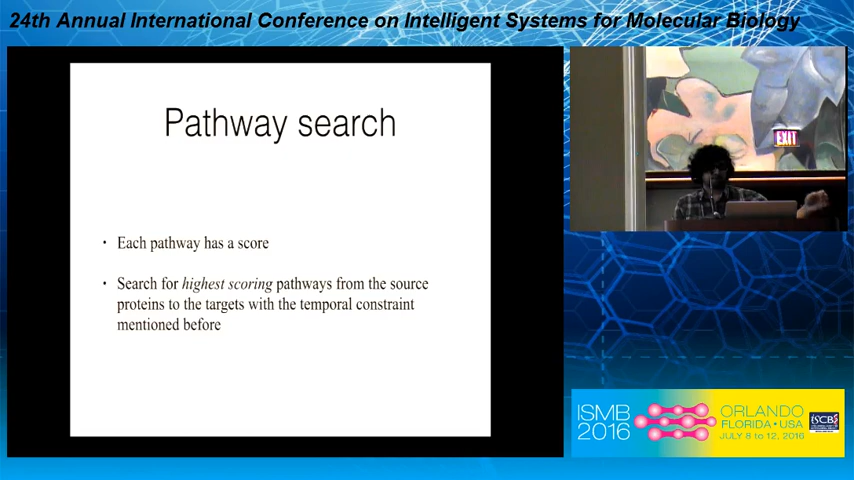 24th Annual International Conference on Intelligent Systems for Molecular Biology
Pathway search
• Each pathway has a score
• Search for highest scoring pathways from the source
proteins to the targets with the temporal constraint
mentioned before
EXIT
ISMB
2016
ORLANDO
FLORIDA • USA
JULY 8 to 12, 2016
ISCB